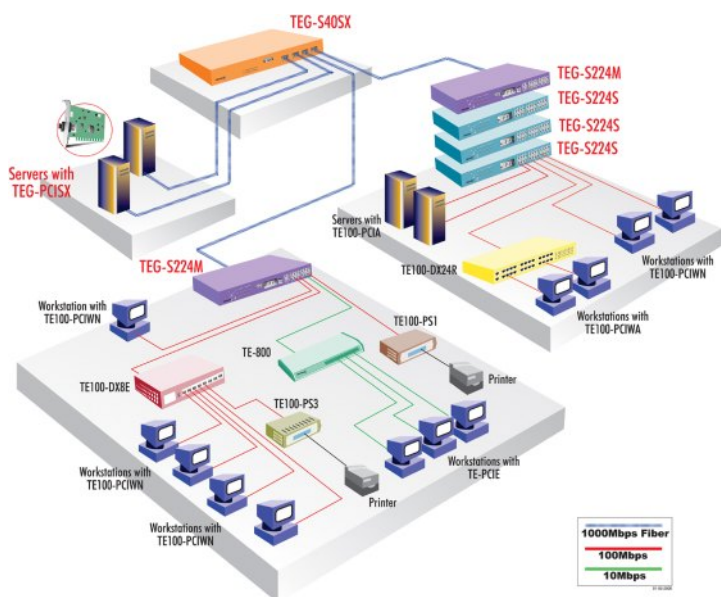 TEG-S40SX
TEG-S224M
TEG-S224S
TEG-S224S
TEG-S224S
Servers with
TEG-PCISX
Servers with
TE100-PCIA
Workstations with
TE100-PCIWN
TE100-DX24R
Workstations with
TE100-PCIWA
TEG-S224M
Workstation with
TE100-PCIWN
TE100-PS1
TE-800
Printer
TE100-DX8E
TE100-PS3
Workstations with
TE100-PCIWN
Workstations with
TE-PCIE
Printer
Workstations with
TE100-PCIWN
1000Mbps Fiber
100Mbps
10Mbps